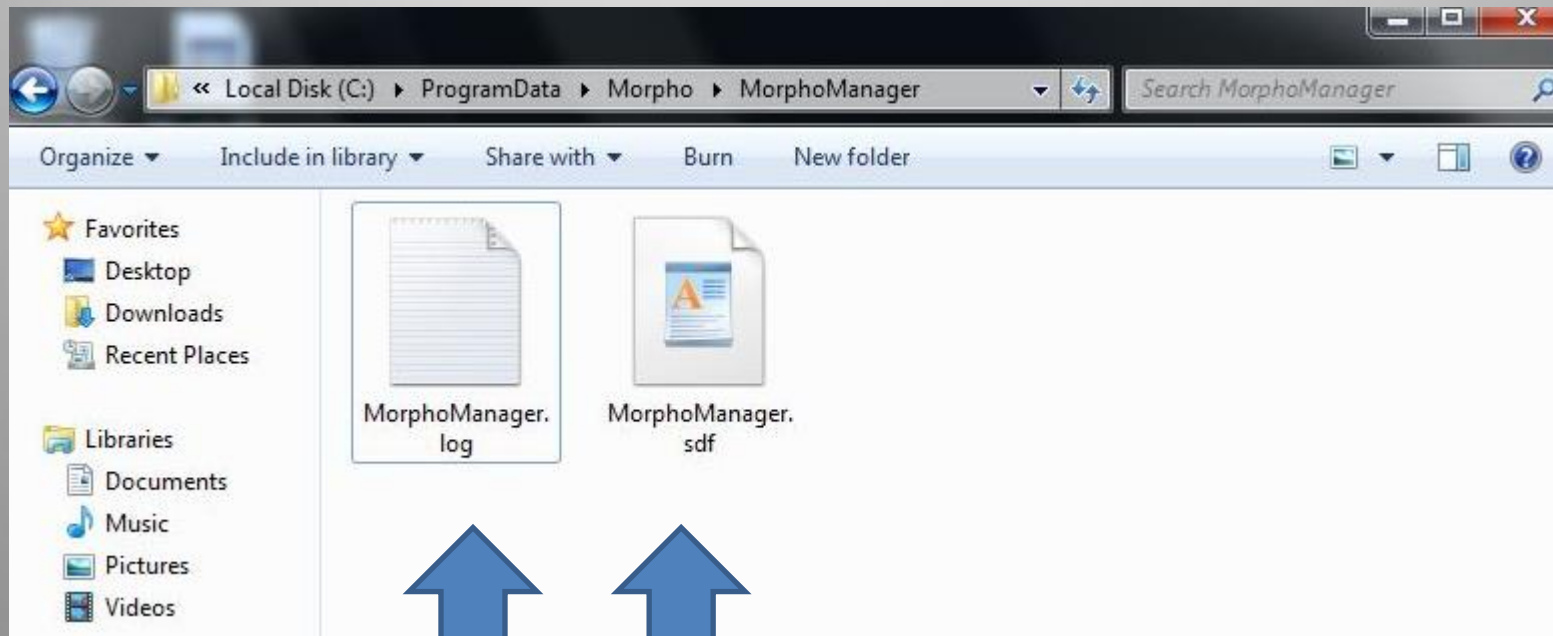 « Local Disk (C:) ▸ ProgramData ▸ Morpho ▸ MorphoManager
Search MorphoManager
Organize ▾ Include in library ▾ Share with ▾ Burn New folder
Favorites
Desktop
Downloads
Recent Places
Libraries
Documents
Music
Pictures
Videos
MorphoManager.
log
MorphoManager.
sdf